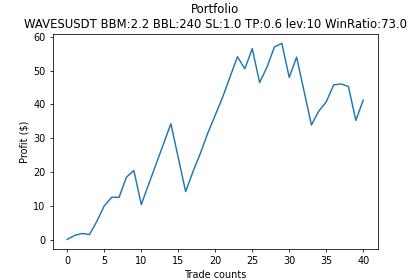 Portfolio
WAVESUSDT BBM:2.2 BBL:240 SL:1.0 TP:0.6 lev:10 WinRatio:73.0
60
50
40
30
20
10
0
Profit ($)
0 5 10 15 20 25 30 35 40
Trade counts